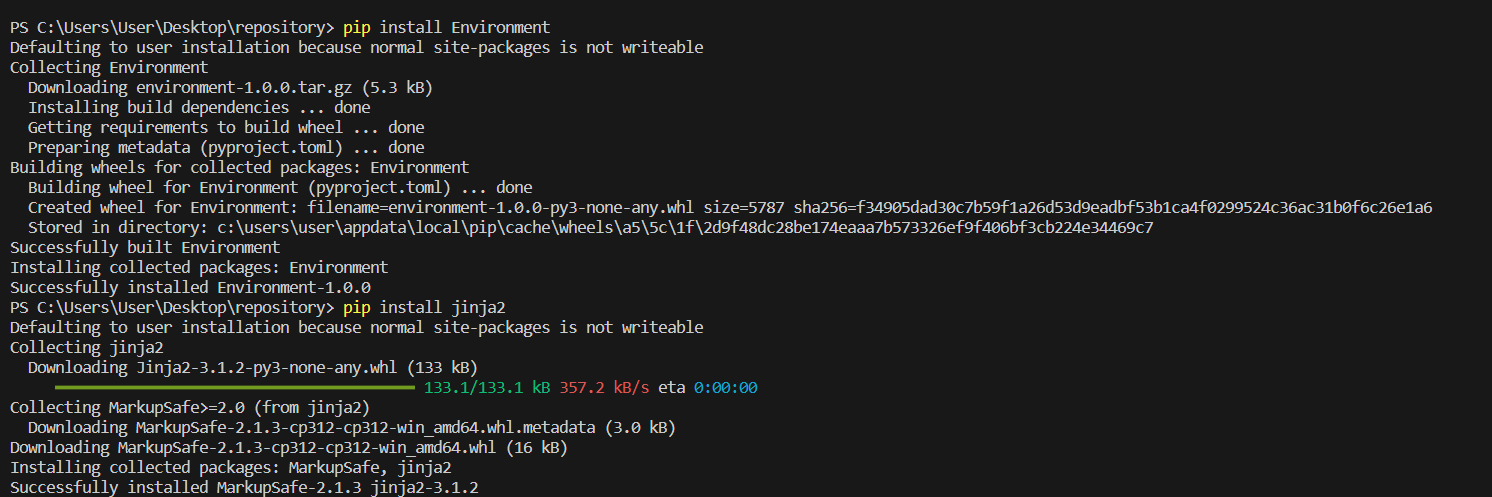 PS C:\Users\User\Desktop\repository> pip install Environment
Defaulting to user installation because normal site-packages is not writeable
Collecting Environment
  Downloading environment-1.0.0.tar.gz (5.3 kB)
  Installing build dependencies ... done
  Getting requirements to build wheel ... done
  Preparing metadata (pyproject.toml) ... done
Building wheels for collected packages: Environment
  Building wheel for Environment (pyproject.toml) ... done
  Created wheel for Environment: filename=environment-1.0.0-py3-none-any.whl size=5787 sha256=f34905dad30c7b59f1a26d53d9eadbf53b1ca4f0299524c36ac31b0f6c26e1a6
  Stored in directory: c:\users\user\appdata\local\pip\cache\wheels\a5\5c\1f\2d9f48dc28be174eaaa7b573326ef9f406bf3cb224e34469c7
Successfully built Environment
Installing collected packages: Environment
Successfully installed Environment-1.0.0
PS C:\Users\User\Desktop\repository> pip install jinja2
Defaulting to user installation because normal site-packages is not writeable
Collecting jinja2
  Downloading Jinja2-3.1.2-py3-none-any.whl (133 kB)
     133.1/133.1 kB 357.2 kB/s eta 0:00:00
Collecting MarkupSafe>=2.0 (from jinja2)
  Downloading MarkupSafe-2.1.3-cp312-cp312-win_amd64.whl.metadata (3.0 kB)
Downloading MarkupSafe-2.1.3-cp312-cp312-win_amd64.whl (16 kB)
Installing collected packages: MarkupSafe, jinja2
Successfully installed MarkupSafe-2.1.3 jinja2-3.1.2